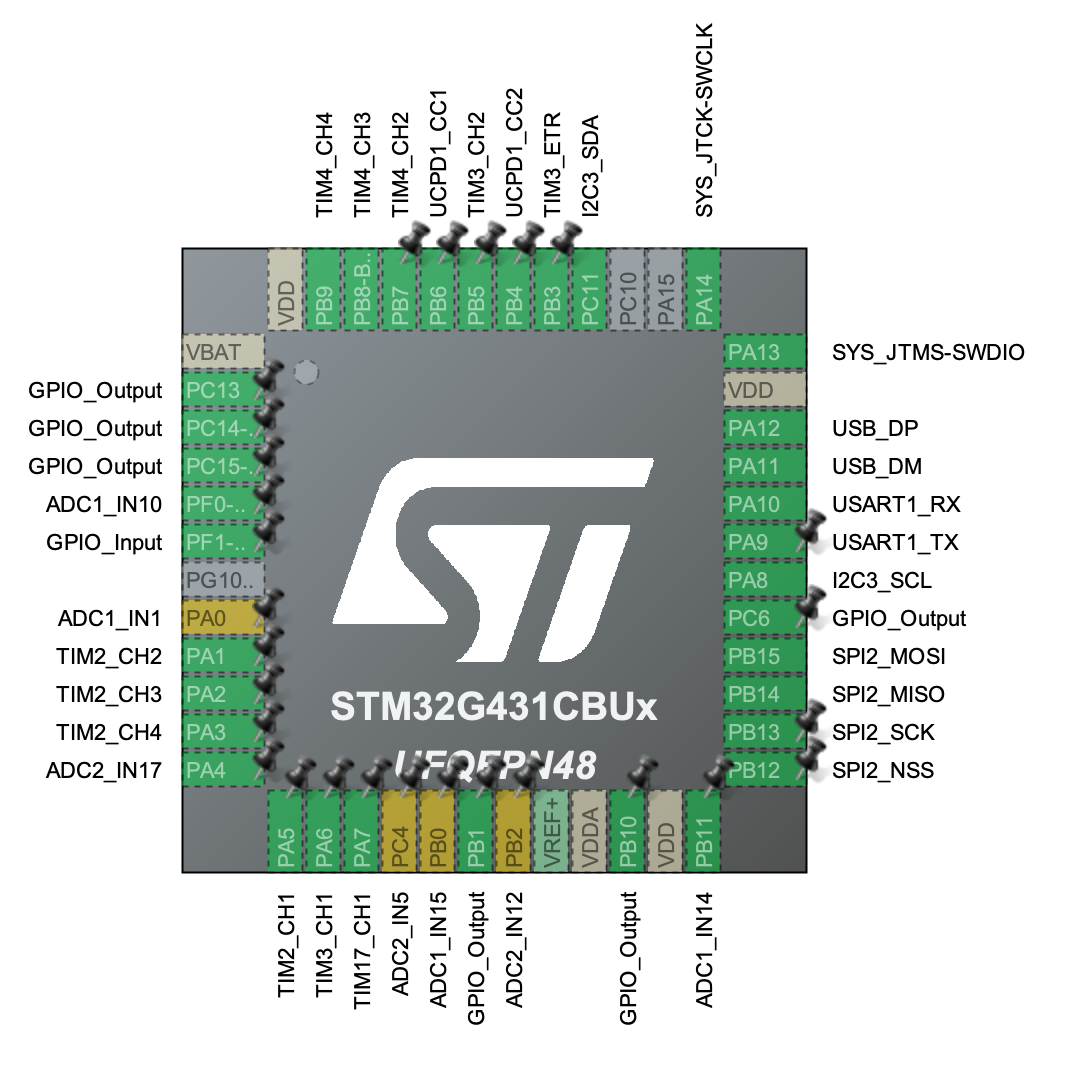 TIM4_CH4
TIM4_CH3
TIM4_CH2
UCPD1_CC1
TIM3_CH2
UCPD1_CC2
TIM3_ETR
I2C3_SDA
SYS_JTCK-SWCLK
VDD
PB9
PB8-B..
PB7
PB6
PB5
PB4
PB3
PC11
PC10
PA15
PA14
VBAT
GPIO_Output PC13
GPIO_Output PC14-.
GPIO_Output PC15-.
ADC1_IN10 PF0-..
GPIO_Input PF1-..
PG10..
ADC1_IN1 PA0
TIM2_CH2 PA1
TIM2_CH3 PA2
TIM2_CH4 PA3
ADC2_IN17 PA4
PA13 SYS_JTMS-SWDIO
VDD
PA12 USB_DP
PA11 USB_DM
PA10 USART1_RX
PA9 USART1_TX
PA8 I2C3_SCL
PC6 GPIO_Output
PB15 SPI2_MOSI
PB14 SPI2_MISO
PB13 SPI2_SCK
PB12 SPI2_NSS
ST
STM32G431CBUx
UFQFPN48
PA5
PA6
PA7
PC4
PB0
PB1
PB2
VREF+
VDDA
PB10
VDD
PB11
TIM2_CH1
TIM3_CH1
TIM17_CH1
ADC2_IN5
ADC1_IN15
GPIO_Output
ADC2_IN12
GPIO_Output
ADC1_IN14